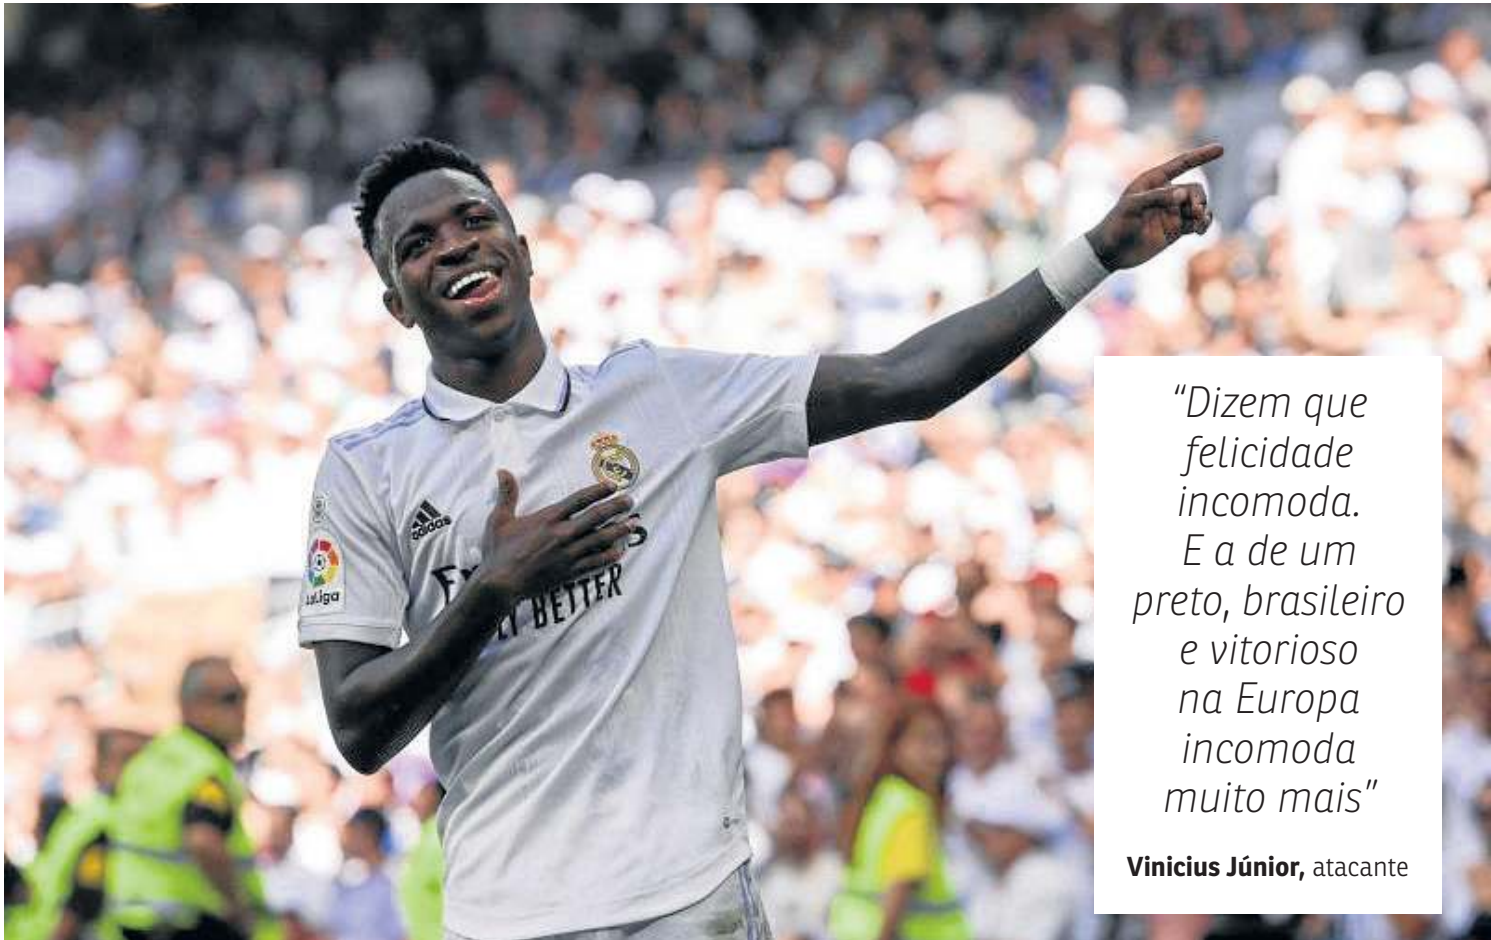 adidas
LaLiga
LY BETTER
“Dizem que
felicidade
incomoda.
E a de um
preto, brasileiro
e vitorioso
na Europa
incomoda
muito mais”
Vinicius Júnior, atacante